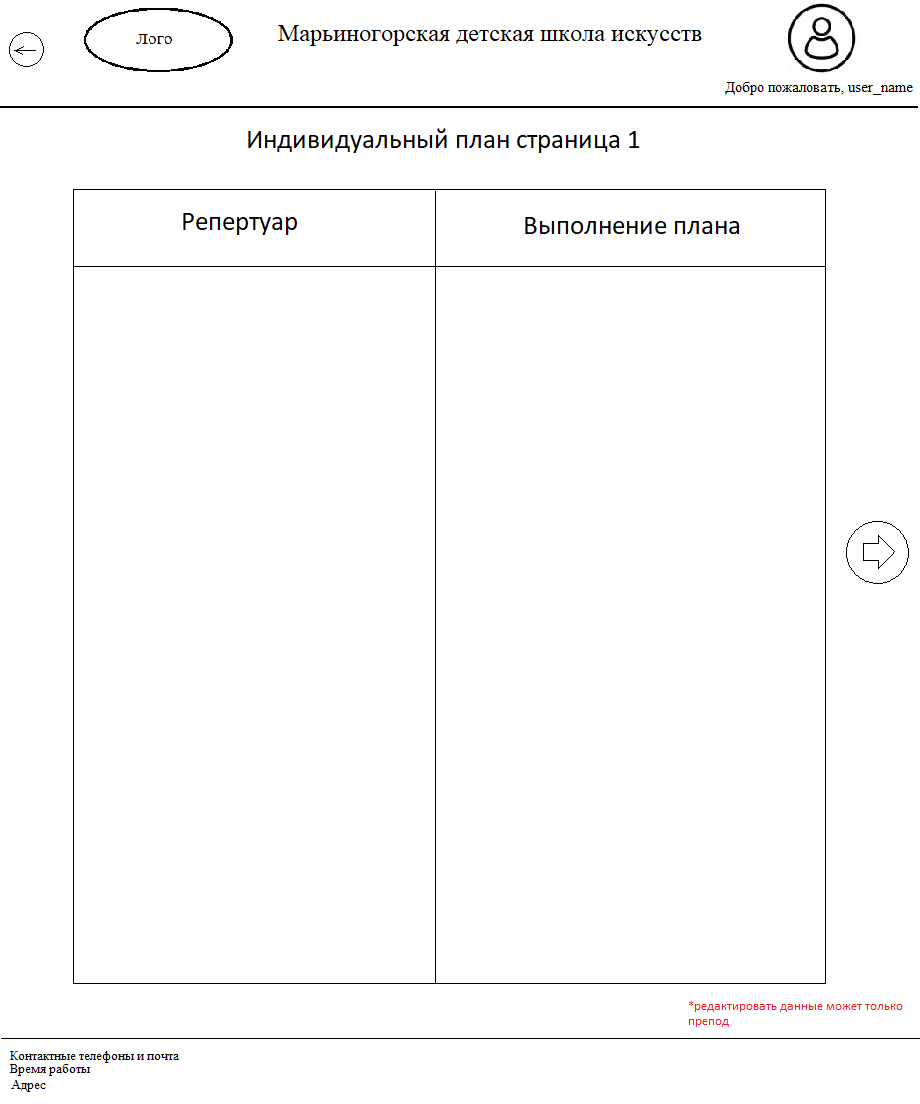 Лого
Марьиногорская детская школа искусств
Добро пожаловать, user_name
Индивидуальный план страница 1
Репертуар
Выполнение плана
*редактировать данные может только
препод
Контактные телефоны и почта
Время работы
Адрес